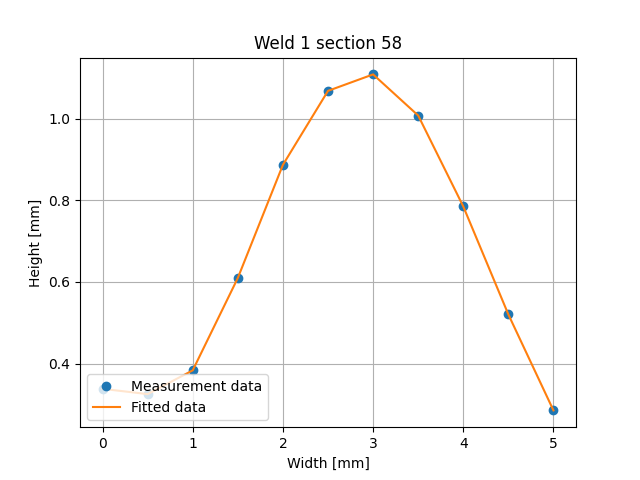 Weld 1 section 58
Height [mm]
1.0
0.8
0.6
0.4
Measurement data
Fitted data
0 1 2 3 4 5
Width [mm]